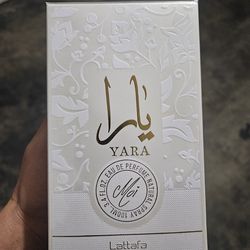 يارا
YARA
Moi
3.4 FL.OZ. EAU DE PERFUME NATURAL SPRAY 100ML
Lattafa